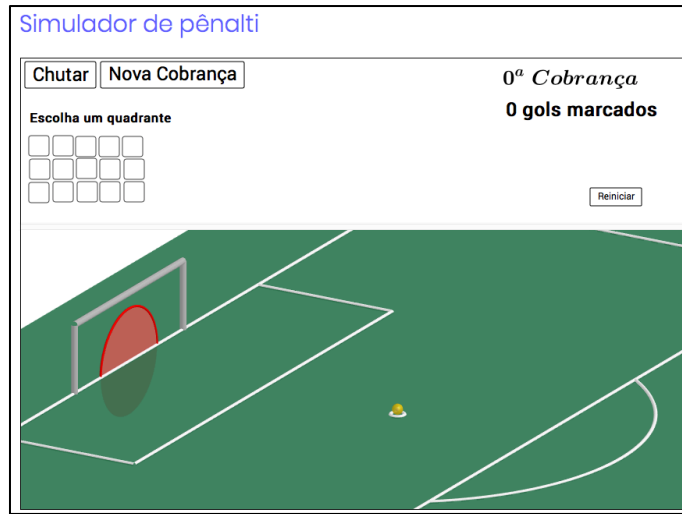 Simulador de pênalti
Chutar Nova Cobrança
0ª Cobrança
0 gols marcados
Escolha um quadrante
Reiniciar